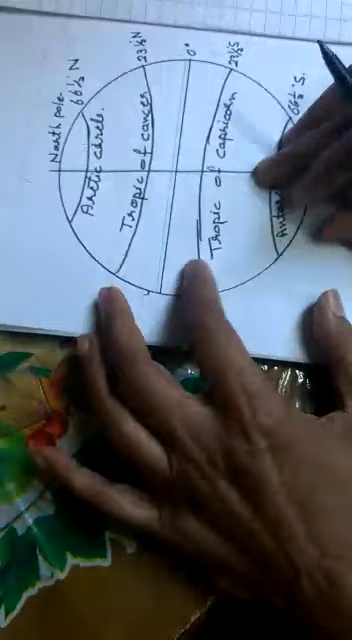 North pole-
66½ N
Arctic circle.
23½ N
Tropic of cancer
0°
23½ S
Tropic of capricorn
66½ S.